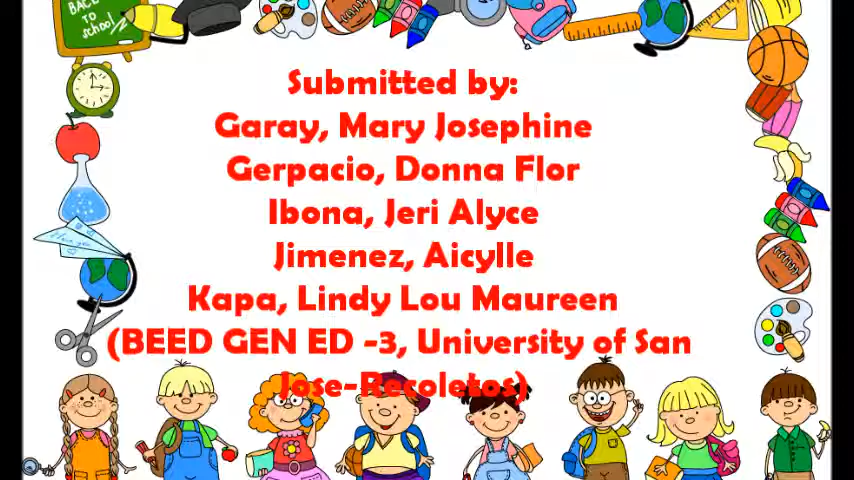 BACK
TO
school
Submitted by:
Garay, Mary Josephine
Gerpacio, Donna Flor
Ibona, Jeri Alyce
Jimenez, Aicylle
Kapa, Lindy Lou Maureen
(BEED GEN ED -3, University of San
Jose-Recoletos)